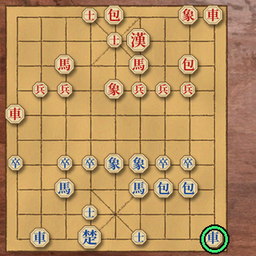 士 包 象 車
士 漢
馬 馬 包
兵 兵 象 兵 兵 兵
車
卒 卒 卒 象 象 卒 卒
馬 馬 包 包
士
車 楚 士 車